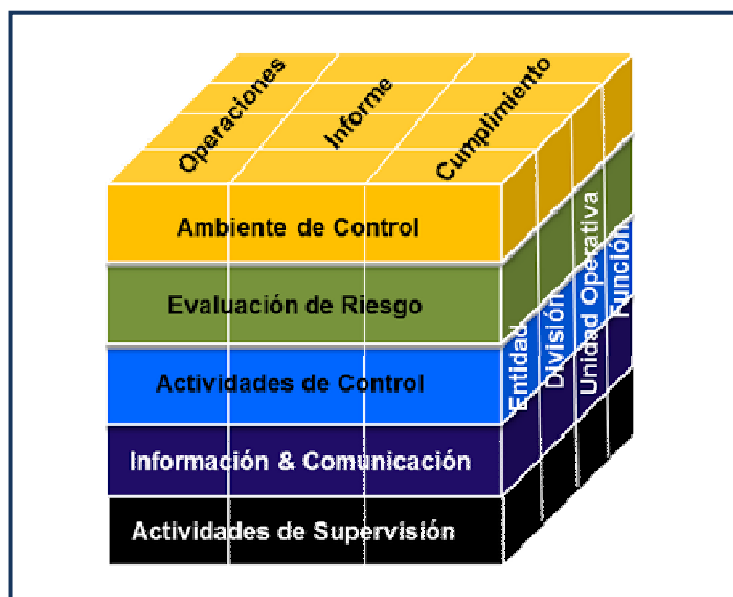 Operaciones
Informe
Cumplimiento
Ambiente de Control
Evaluación de Riesgo
Actividades de Control
Información & Comunicación
Actividades de Supervisión
Entidad
División
Unidad Operativa
Función